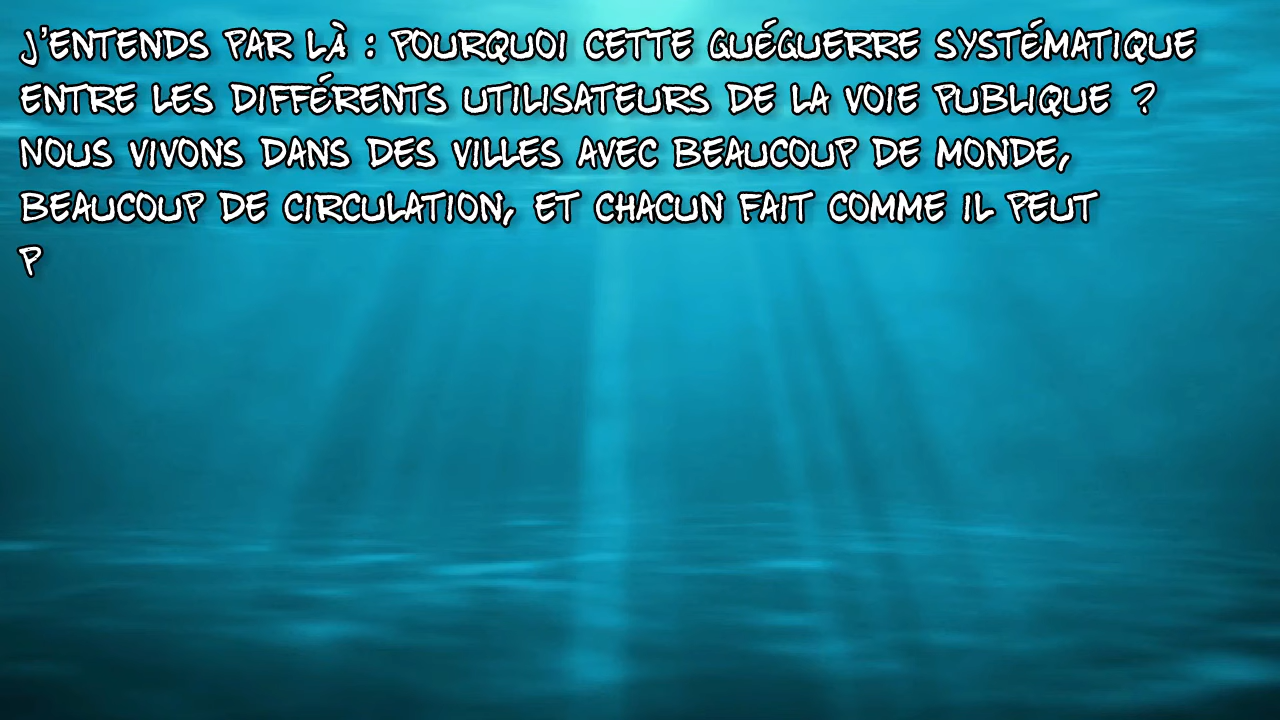 J'ENTENDS PAR LÀ : POURQUOI CETTE GUÉGUERRE SYSTÉMATIQUE
ENTRE LES DIFFÉRENTS UTILISATEURS DE LA VOIE PUBLIQUE ?
NOUS VIVONS DANS DES VILLES AVEC BEAUCOUP DE MONDE,
BEAUCOUP DE CIRCULATION, ET CHACUN FAIT COMME IL PEUT
P